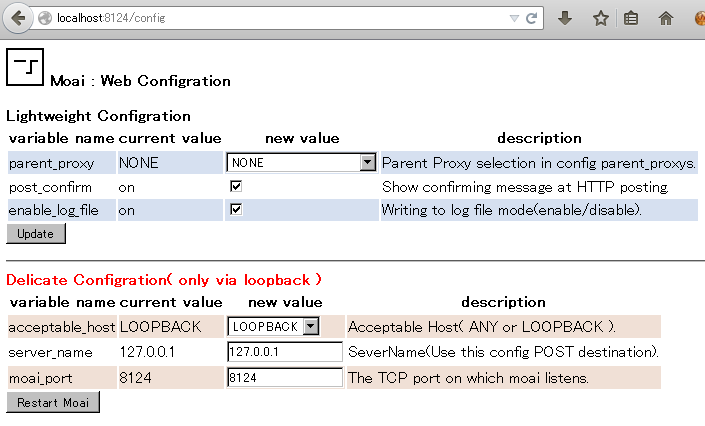 localhost:8124/config
Moai : Web Configration
Lightweight Configration
variable name current value new value description
parent_proxy NONE NONE Parent Proxy selection in config parent_proxys.
post_confirm on Show confirming message at HTTP posting.
enable_log_file on Writing to log file mode(enable/disable).
Update
Delicate Configration( only via loopback )
variable name current value new value description
acceptable_host LOOPBACK LOOPBACK Acceptable Host( ANY or LOOPBACK ).
server_name 127.0.0.1 127.0.0.1 SeverName(Use this config POST destination).
moai_port 8124 8124 The TCP port on which moai listens.
Restart Moai